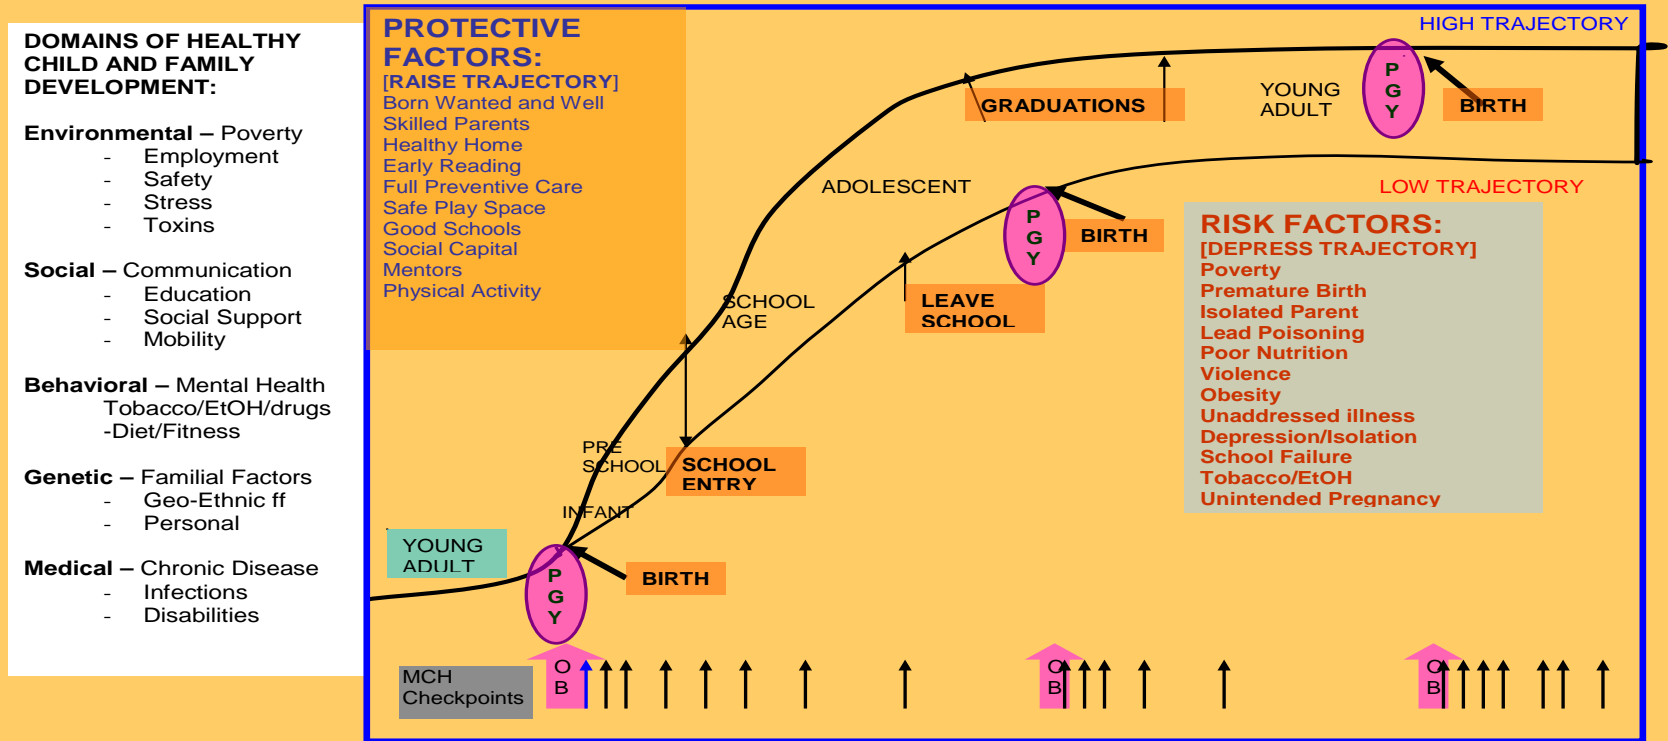 DOMAINS OF HEALTHY
CHILD AND FAMILY
DEVELOPMENT:
Environmental – Poverty
- Employment
- Safety
- Stress
- Toxins
Social – Communication
- Education
- Social Support
- Mobility
Behavioral – Mental Health
Tobacco/EtOH/drugs
-Diet/Fitness
Genetic – Familial Factors
- Geo-Ethnic ff
- Personal
Medical – Chronic Disease
- Infections
- Disabilities
PROTECTIVE
FACTORS:
[RAISE TRAJECTORY]
Born Wanted and Well
Skilled Parents
Healthy Home
Early Reading
Full Preventive Care
Safe Play Space
Good Schools
Social Capital
Mentors
Physical Activity
HIGH TRAJECTORY
GRADUATIONS
YOUNG
ADULT
P
G
Y
BIRTH
ADOLESCENT
LOW TRAJECTORY
P
G
Y
BIRTH
RISK FACTORS:
[DEPRESS TRAJECTORY]
Poverty
Premature Birth
Isolated Parent
Lead Poisoning
Poor Nutrition
Violence
Obesity
Unaddressed illness
Depression/Isolation
School Failure
Tobacco/EtOH
Unintended Pregnancy
SCHOOL
AGE
LEAVE
SCHOOL
PRE
SCHOOL
SCHOOL
ENTRY
INFANT
YOUNG
ADULT
P
G
Y
BIRTH
MCH
Checkpoints
O
B
O
B
O
B